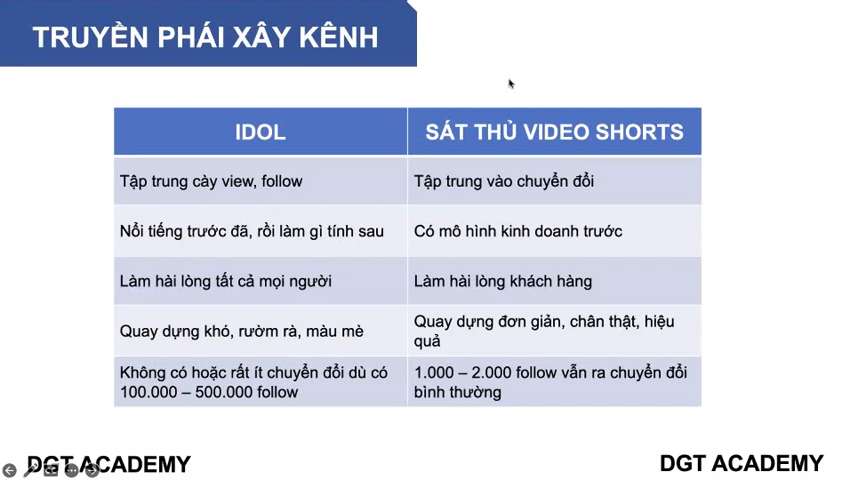 TRUYỀN PHÁI XÂY KÊNH
IDOL
SÁT THỦ VIDEO SHORTS
Tập trung cày view, follow
Tập trung vào chuyển đổi
Nổi tiếng trước đã, rồi làm gì tính sau
Có mô hình kinh doanh trước
Làm hài lòng tất cả mọi người
Làm hài lòng khách hàng
Quay dựng khó, rườm rà, màu mè
Quay dựng đơn giản, chân thật, hiệu
quả
Không có hoặc rất ít chuyển đổi dù có
100.000 – 500.000 follow
1.000 – 2.000 follow vẫn ra chuyển đổi
bình thường
DGT ACADEMY
DGT ACADEMY